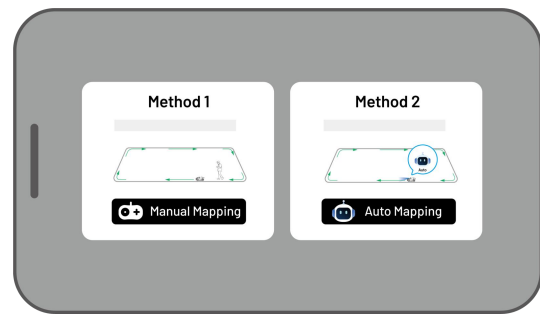 Method 1
Manual Mapping
Method 2
Auto
Auto Mapping